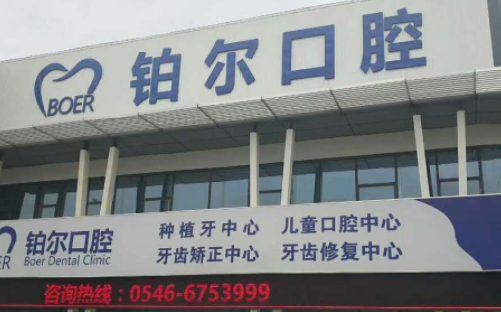 BOER 铂尔口腔
种植牙中心 儿童口腔中心
铂尔口腔
Boer Dental Clinic
牙齿矫正中心 牙齿修复中心
咨询热线：0546-6753999